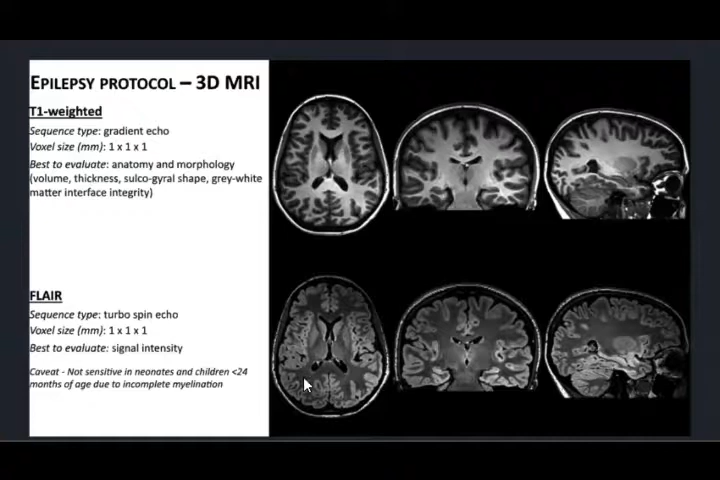 EPILEPSY PROTOCOL – 3D MRI
T1-weighted
Sequence type: gradient echo
Voxel size (mm): 1 x 1 x 1
Best to evaluate: anatomy and morphology
(volume, thickness, sulco-gyral shape, grey-white
matter interface integrity)
FLAIR
Sequence type: turbo spin echo
Voxel size (mm): 1 x 1 x 1
Best to evaluate: signal intensity
Caveat - Not sensitive in neonates and children <24
months of age due to incomplete myelination